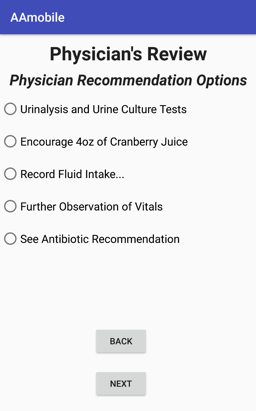 AAmobile
Physician's Review
Physician Recommendation Options
Urinalysis and Urine Culture Tests
Encourage 4oz of Cranberry Juice
Record Fluid Intake...
Further Observation of Vitals
See Antibiotic Recommendation
BACK
NEXT